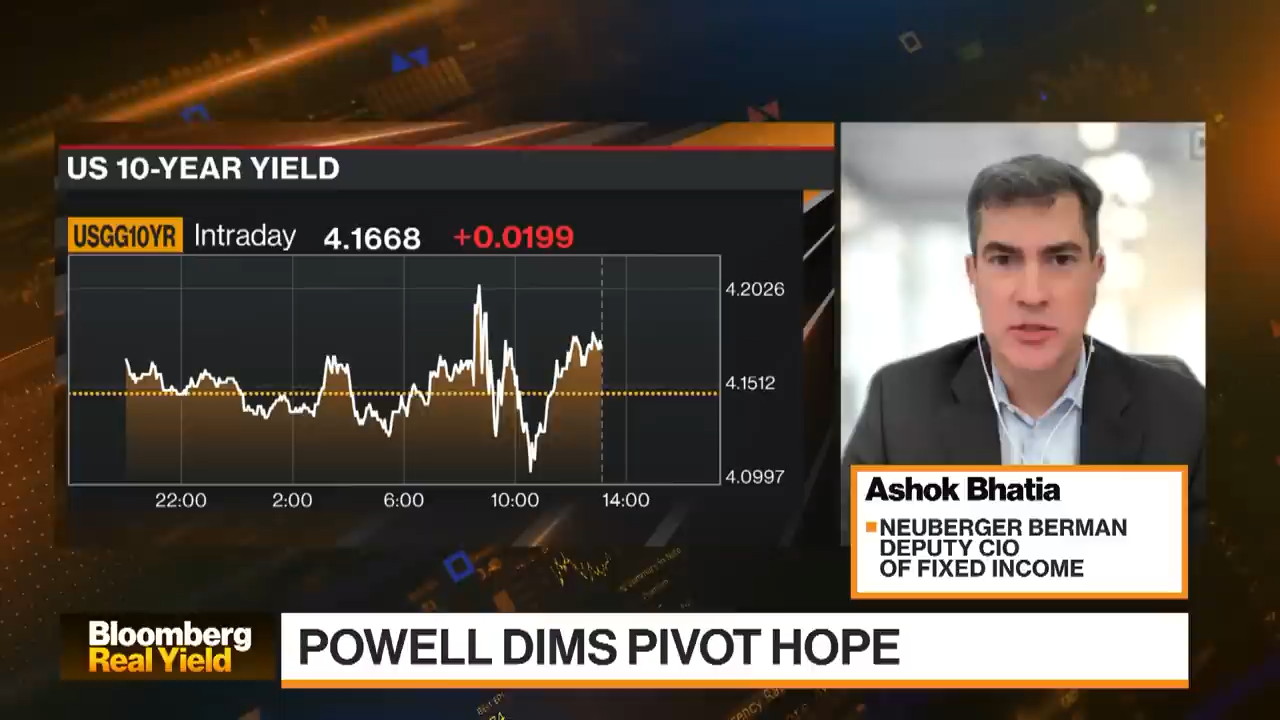 US 10-YEAR YIELD
USGG10YR Intraday 4.1668 +0.0199
4.2026
4.1512
4.0997
22:00 2:00 6:00 10:00 14:00
Ashok Bhatia
NEUBERGER BERMAN
DEPUTY CIO
OF FIXED INCOME
Bloomberg
Real Yield
POWELL DIMS PIVOT HOPE